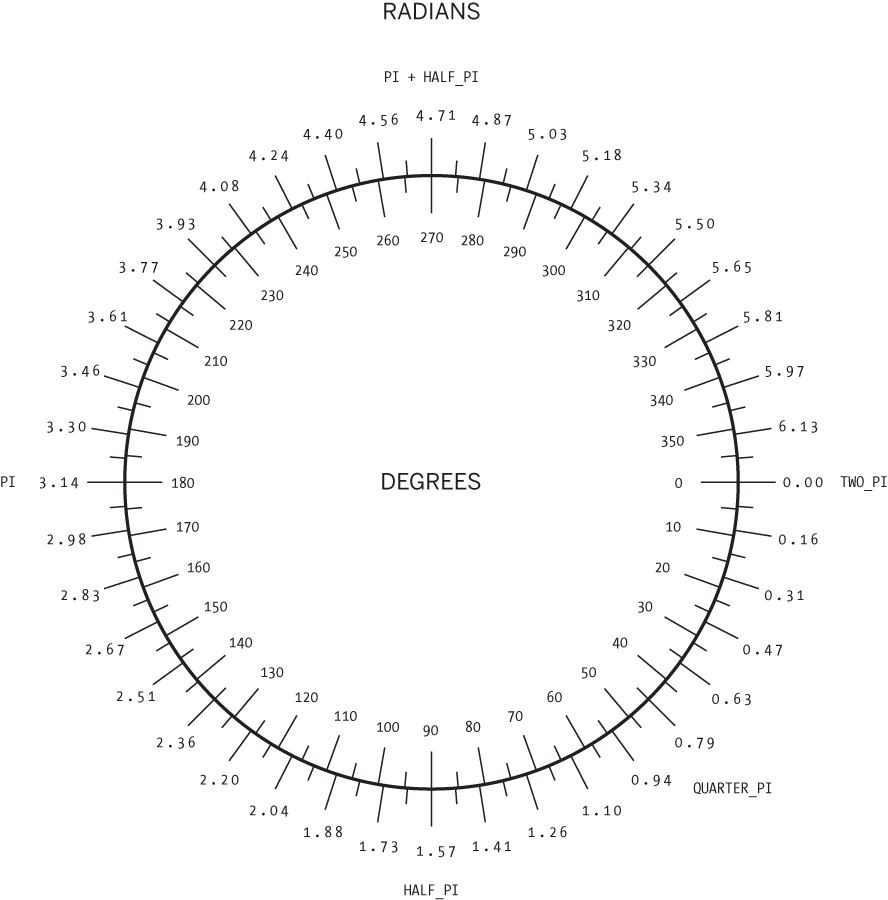 RADIANS
PI + HALF_PI
4.56 4.71 4.87
4.40 5.03
4.24 5.18
4.08 5.34
3.93 5.50
260 270 280
250 290
3.77 240 300 5.65
230 310
3.61 220 320 5.81
210 330
3.46 200 340 5.97
3.30 190 350 6.13
PI 3.14 180 DEGREES 0 0.00 TWO_PI
2.98 170 10 0.16
160 20
2.83 150 30 0.31
2.67 140 40 0.47
130 50
2.51 120 60 0.63
110 70
100 90 80
2.36 0.79
2.20 0.94
QUARTER_PI
2.04 1.10
1.88 1.26
1.73 1.57 1.41
HALF_PI